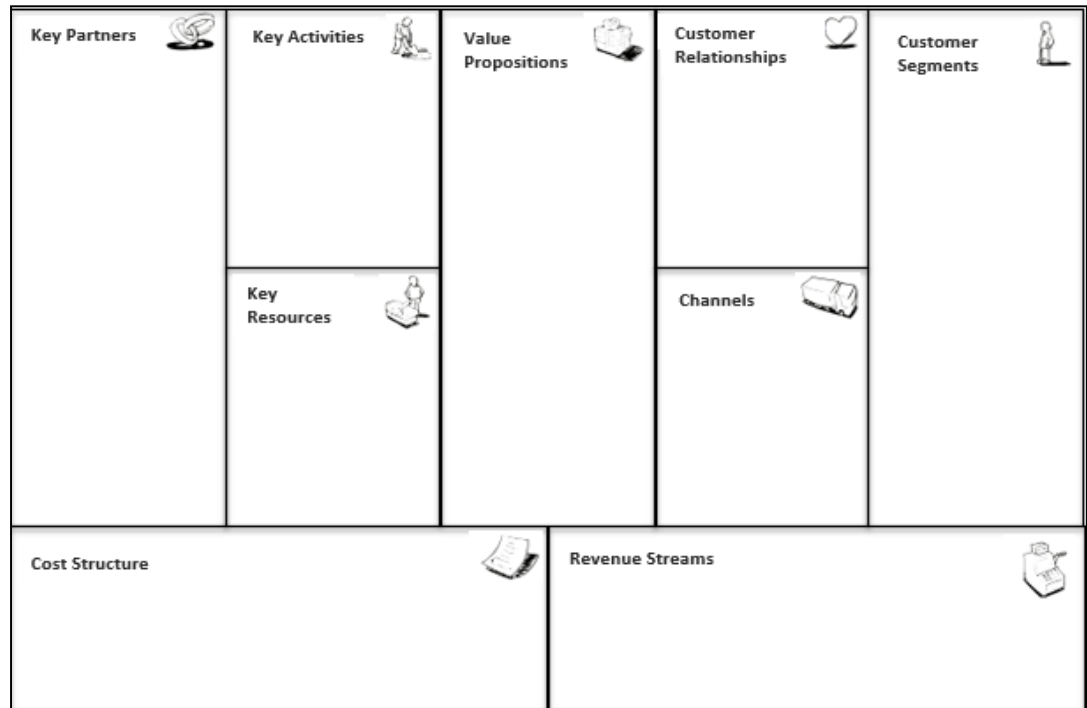 Key Partners
Key Activities
Value
Propositions
Customer
Relationships
Customer
Segments
Key
Resources
Channels
Cost Structure
Revenue Streams